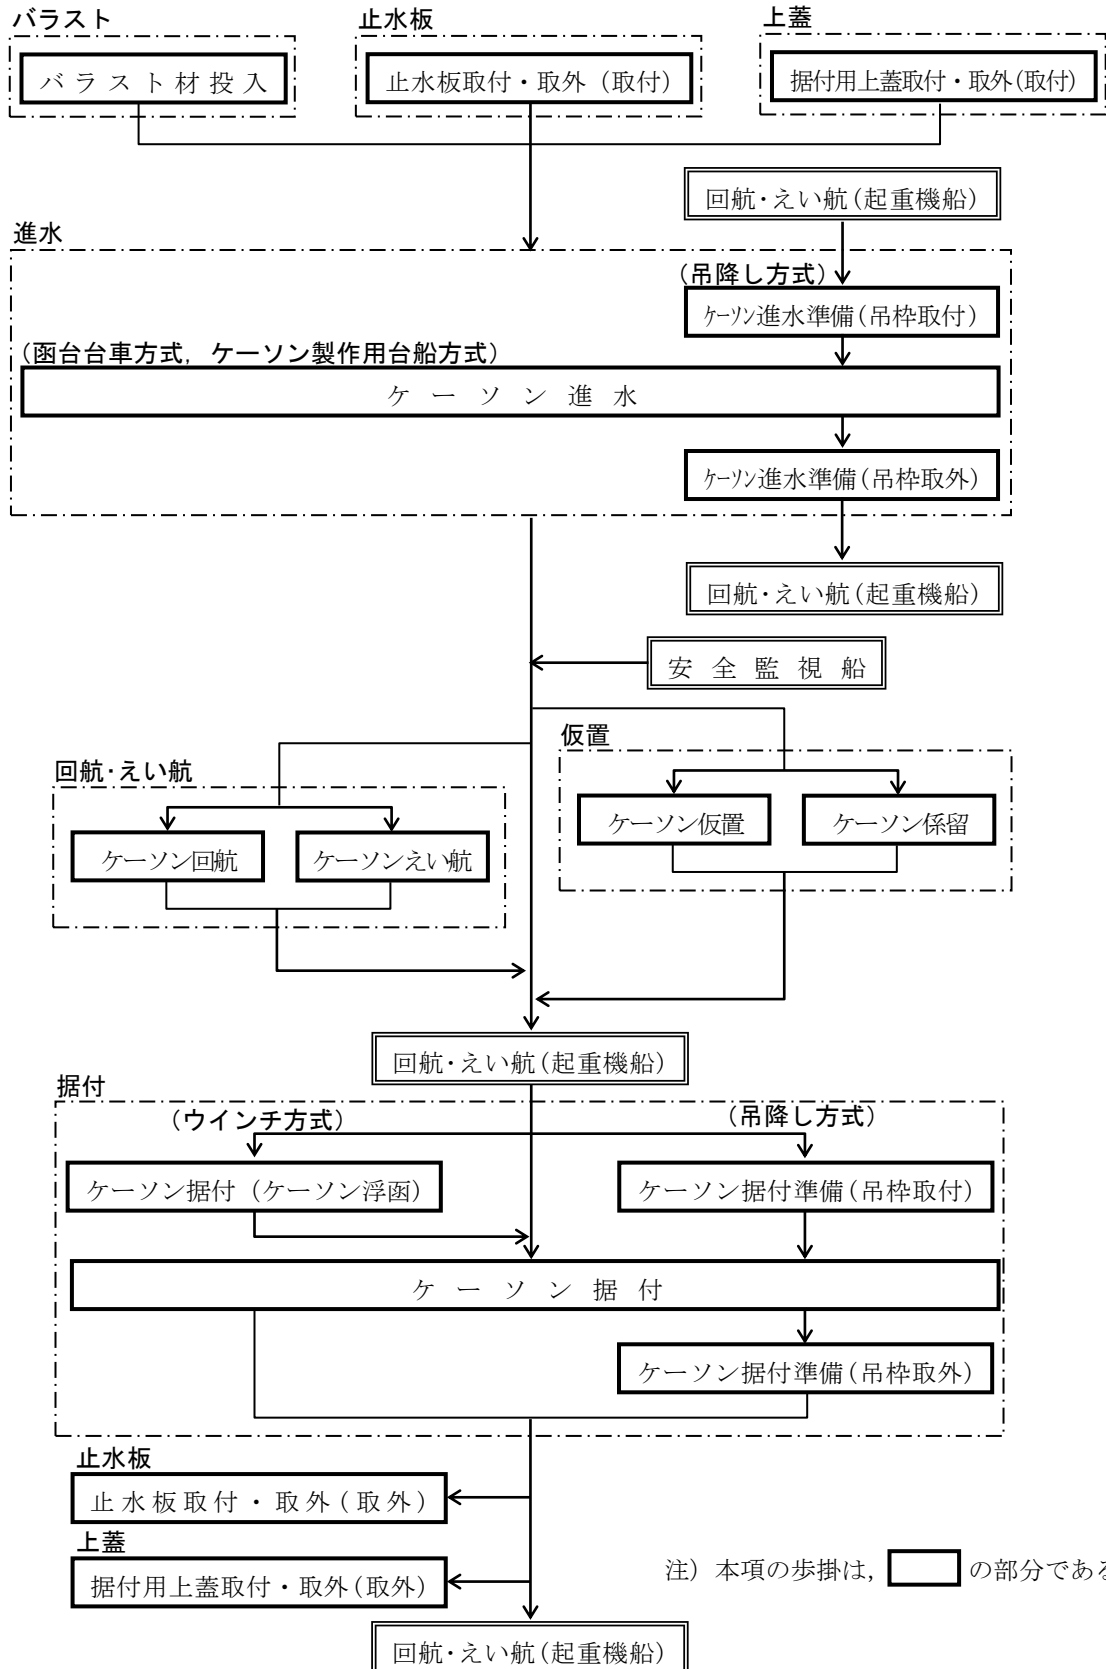 バラスト
止水板
上蓋
バラスト材投入
止水板取付・取外（取付）
据付用上蓋取付・取外(取付)
回航・えい航(起重機船)
進水
(吊降し方式)
ケーソン進水準備(吊枠取付)
(函台台車方式，ケーソン製作用台船方式)
ケーソン進水
ケーソン進水準備(吊枠取外)
回航・えい航(起重機船)
安全監視船
仮置
回航・えい航
ケーソン仮置
ケーソン係留
ケーソン回航
ケーソンえい航
回航・えい航(起重機船)
据付
(ウインチ方式)
(吊降し方式)
ケーソン据付（ケーソン浮函）
ケーソン据付準備(吊枠取付)
ケーソン据付
ケーソン据付準備(吊枠取外)
止水板
止水板取付・取外(取外)
上蓋
据付用上蓋取付・取外(取外)
注）本項の歩掛は， の部分である
回航・えい航(起重機船)